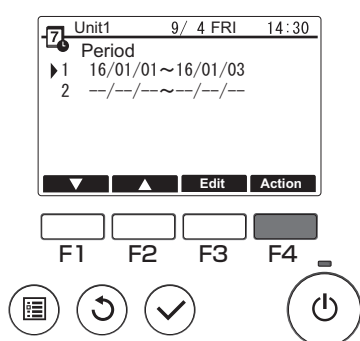 7 Unit1 9/ 4 FRI 14:30
Period
1 16/01/01～16/01/03
2 --/--/--～--/--/--
Edit Action
F1 F2 F3 F4